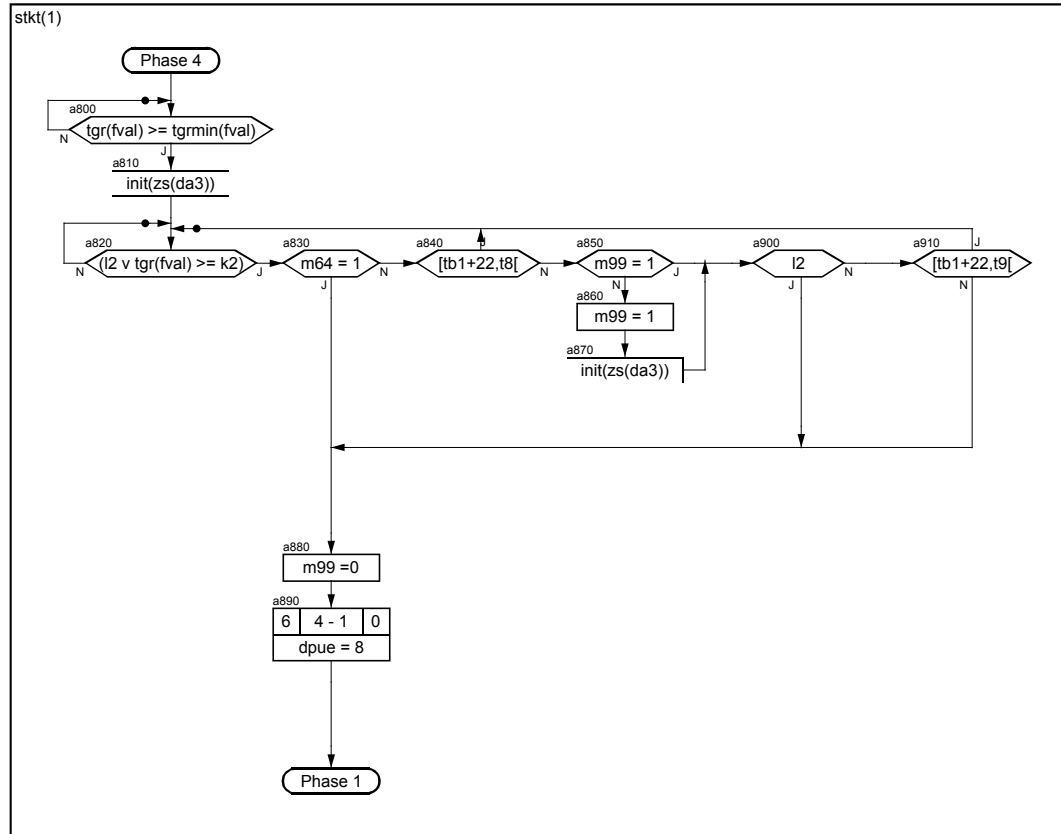 stkt(1)
Phase 4
a800
tgr(fval) >= tgrmin(fval)
N
J
a810
init(zs(da3))
a820
(l2 v tgr(fval) >= k2)
N
J
a830
m64 = 1
N
J
a840
J
[tb1+22,t8[
N
a850
m99 = 1
J
N
a860
m99 = 1
a870
init(zs(da3))
a900
l2
N
J
a910
J
[tb1+22,t9[
N
a880
m99 =0
a890
6 4 - 1 0
dpue = 8
Phase 1